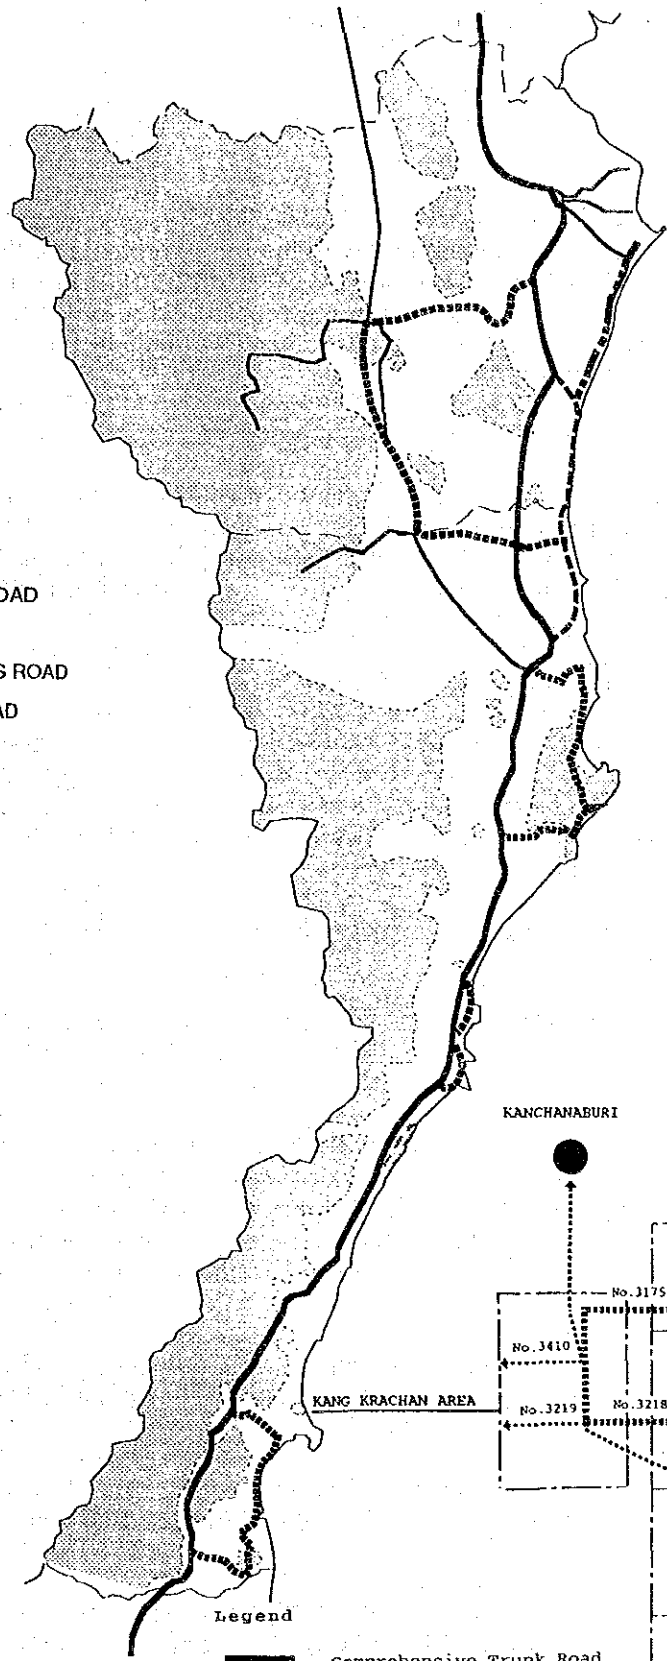 OAD
S ROAD
AD
KANCHANABURI
No.3175
No.3410
KANG KRACHAN AREA
No.3219
No.3218
Legend
Comprehensive Trunk Road